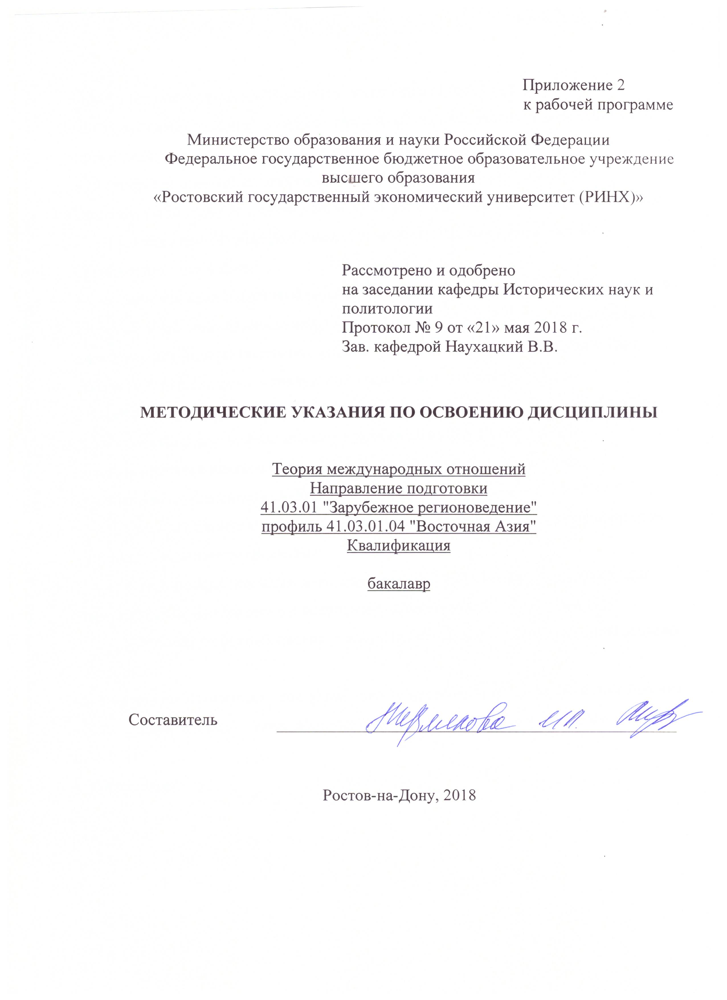 Приложение 2
к рабочей программе
Министерство образования и науки Российской Федерации
Федеральное государственное бюджетное образовательное учреждение
высшего образования
«Ростовский государственный экономический университет (РИНХ)»
Рассмотрено и одобрено
на заседании кафедры Исторических наук и
политологии
Протокол № 9 от «21» мая 2018 г.
Зав. кафедрой Наухацкий В.В.
МЕТОДИЧЕСКИЕ УКАЗАНИЯ ПО ОСВОЕНИЮ ДИСЦИПЛИНЫ
Теория международных отношений
Направление подготовки
41.03.01 "Зарубежное регионоведение"
профиль 41.03.01.04 "Восточная Азия"
Квалификация
бакалавр
Составитель
Ростов-на-Дону, 2018